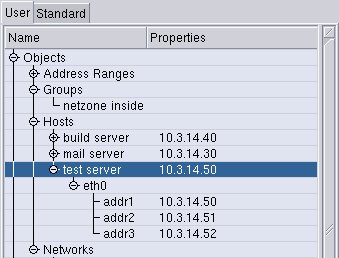 User Standard
Name Properties
Objects
Address Ranges
Groups
netzone inside
Hosts
build server 10.3.14.40
mail server 10.3.14.30
test server 10.3.14.50
eth0
addr1 10.3.14.50
addr2 10.3.14.51
addr3 10.3.14.52
Networks